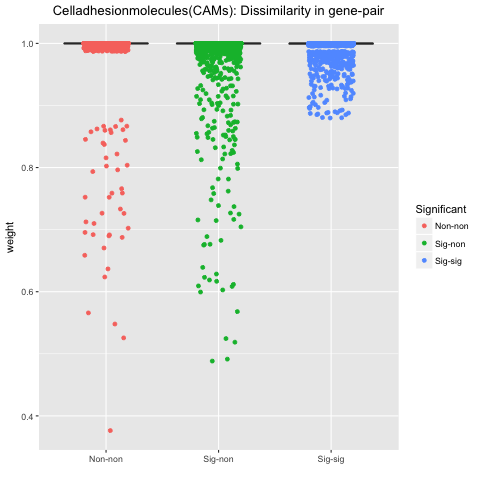 Celladhesionmolecules(CAMs): Dissimilarity in gene-pair
1.0
0.8
0.6
0.4
weight
Non-non
Sig-non
Sig-sig
Significant
Non-non
Sig-non
Sig-sig